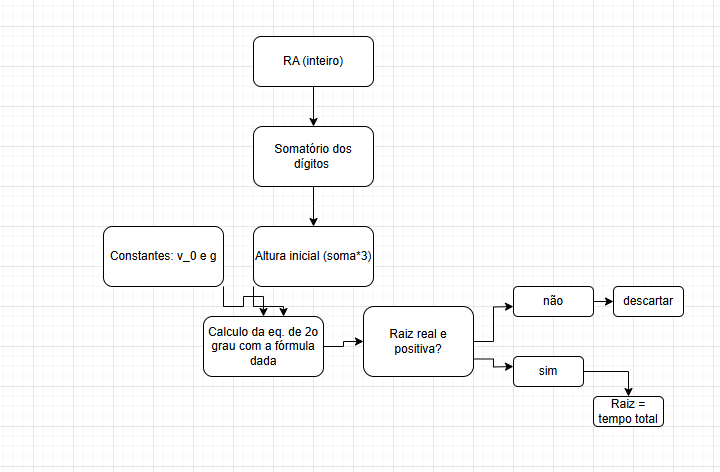 RA (inteiro)
Somatório dos
dígitos
Constantes: v_0 e g
Altura inicial (soma*3)
Calculo da eq. de 2o
grau com a fórmula
dada
Raiz real e
positiva?
não
descartar
sim
Raiz =
tempo total